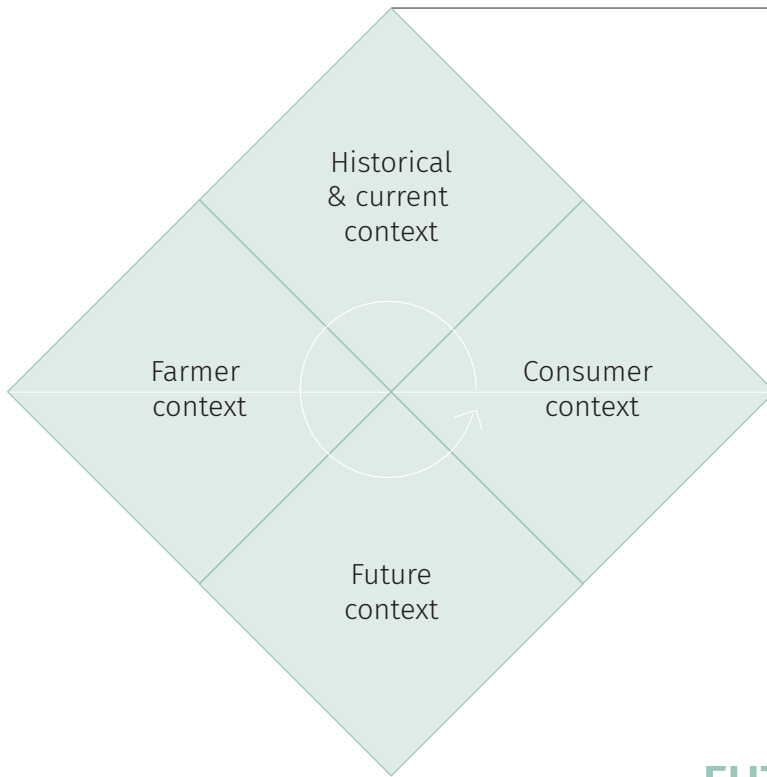 Historical
& current
context
Farmer
context
Consumer
context
Future
context